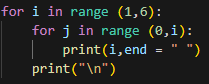 for i in range (1,6):
    for j in range (0,i):
        print(i,end = " ")
    print("\n")